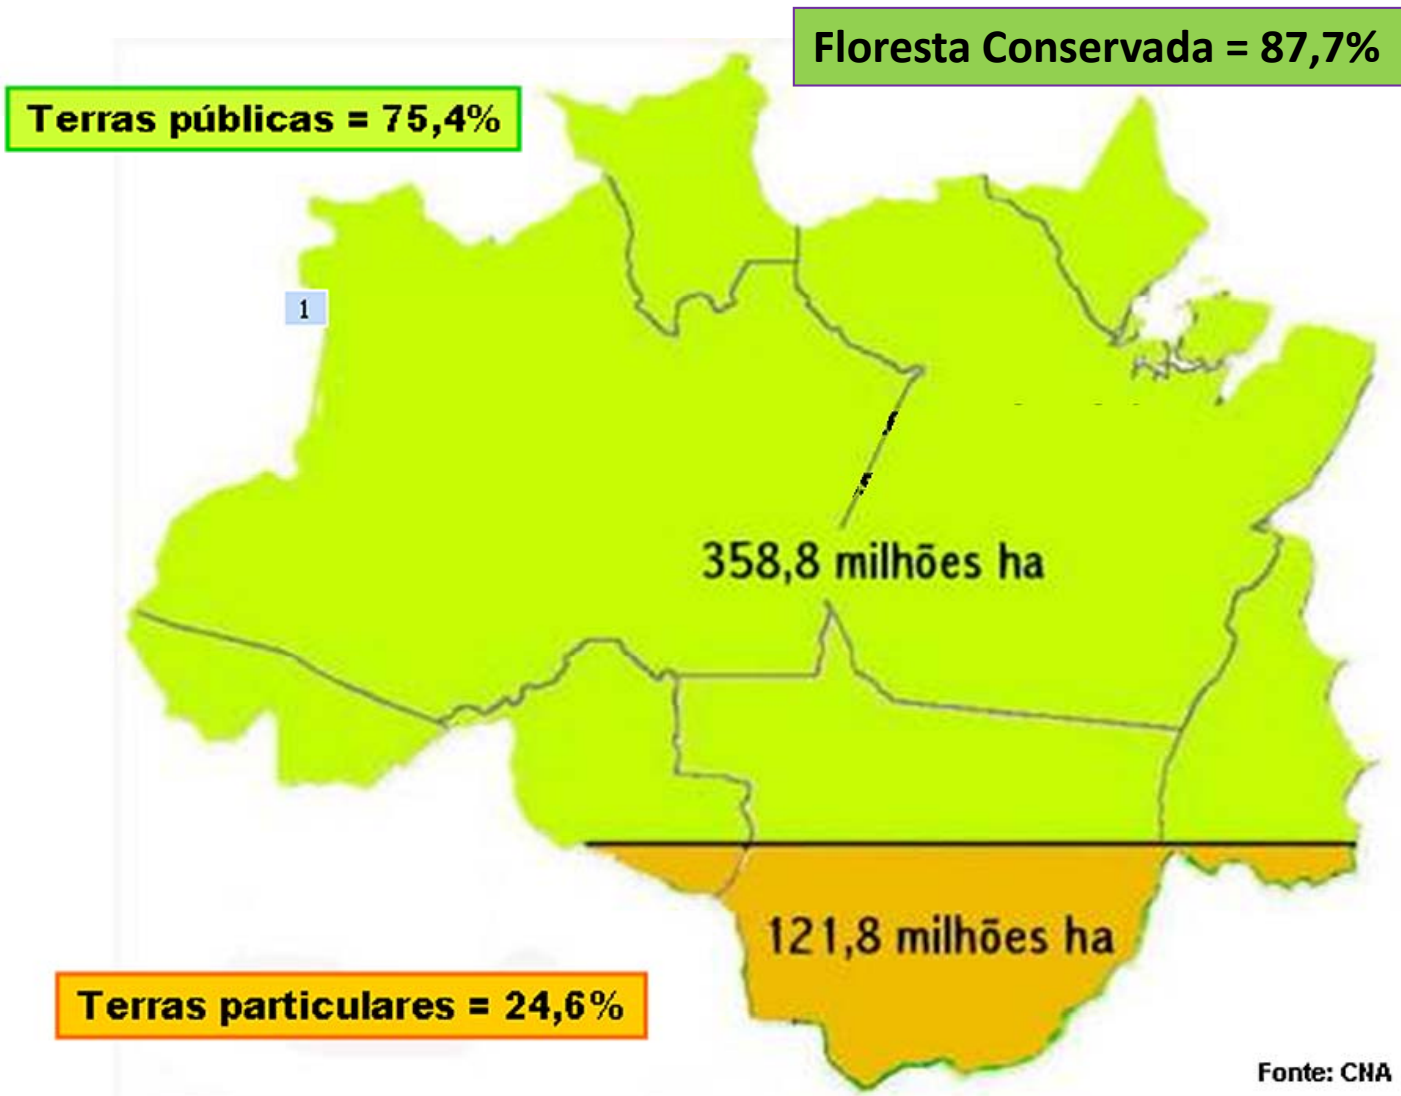 Floresta Conservada = 87,7%
Terras públicas = 75,4%
1
358,8 milhões ha
121,8 milhões ha
Terras particulares = 24,6%
Fonte: CNA